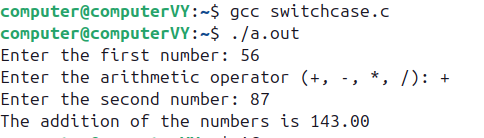 computer@computerVY:~$ gcc switchcase.c
computer@computerVY:~$ ./a.out
Enter the first number: 56
Enter the arithmetic operator (+, -, *, /): +
Enter the second number: 87
The addition of the numbers is 143.00